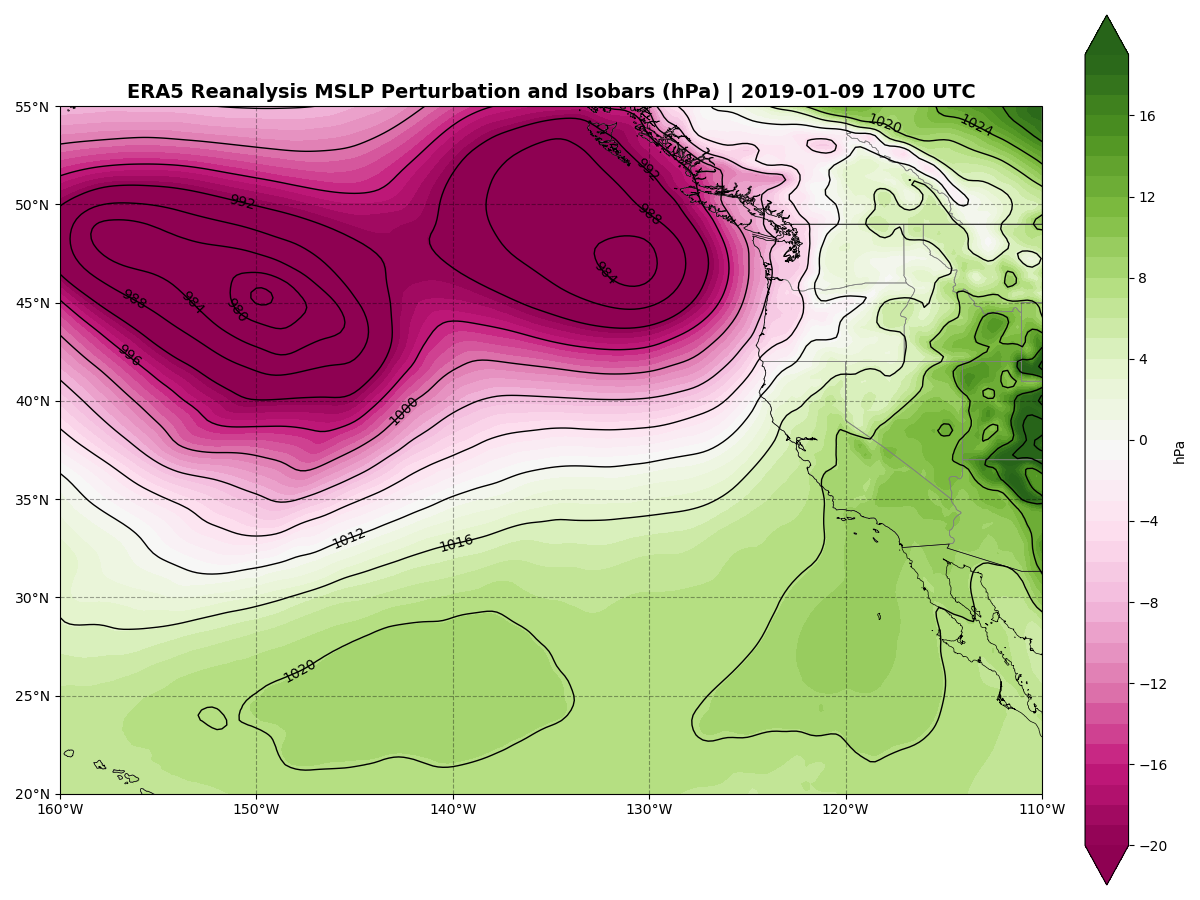 ERA5 Reanalysis MSLP Perturbation and Isobars (hPa) | 2019-01-09 1700 UTC
55°N
50°N
45°N
40°N
35°N
30°N
25°N
20°N
160°W
150°W
140°W
130°W
120°W
110°W
1020
1024
992
992
988
984
988
984
980
996
1000
1012
1016
1020
16
12
8
4
0
−4
−8
−12
−16
−20
hPa